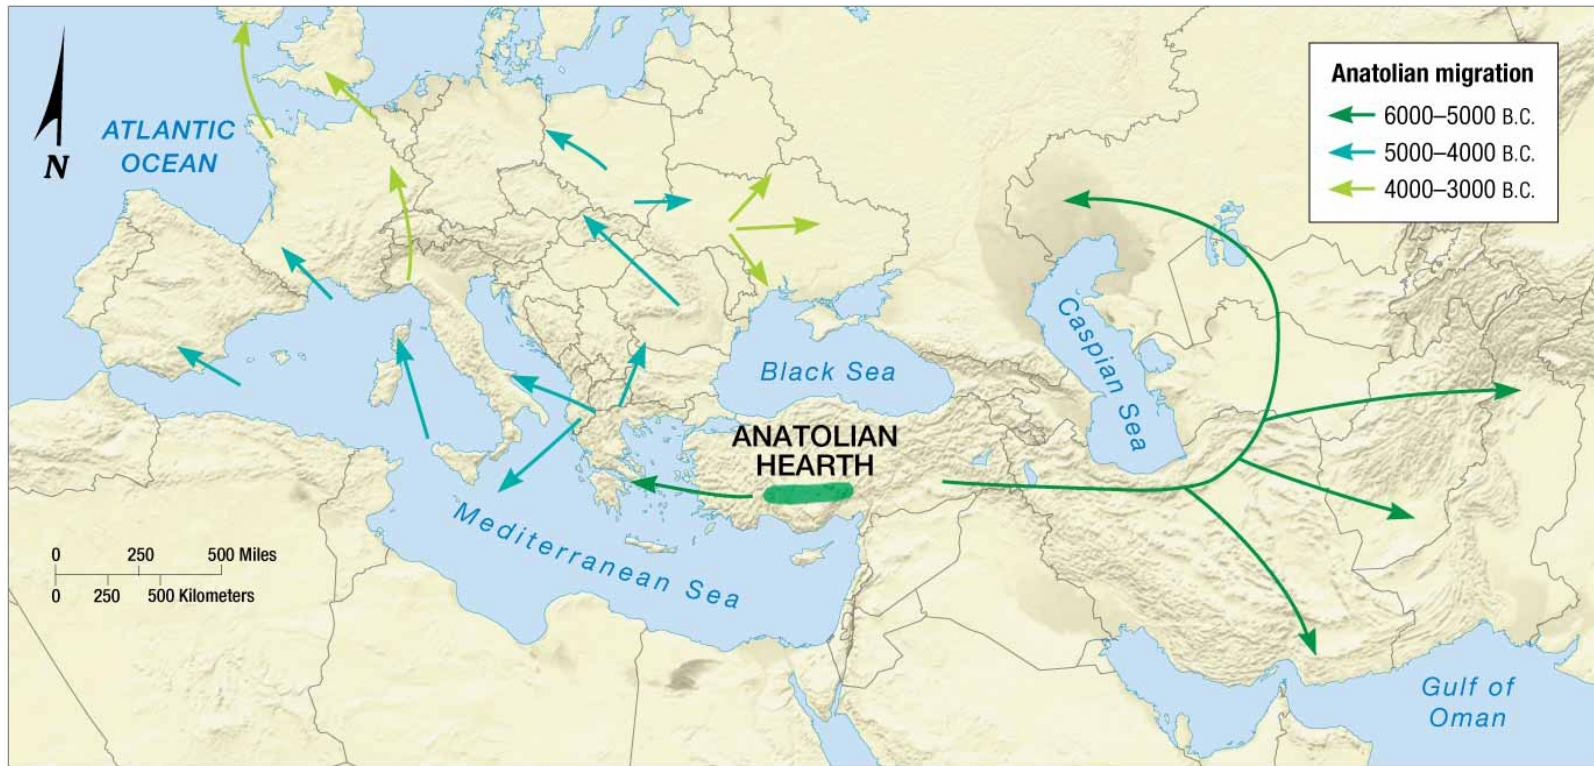 Anatolian migration
6000–5000 B.C.
5000–4000 B.C.
4000–3000 B.C.
ATLANTIC
OCEAN
N
Caspian Sea
Black Sea
ANATOLIAN
HEARTH
Mediterranean Sea
0 250 500 Miles
0 250 500 Kilometers
Gulf of
Oman